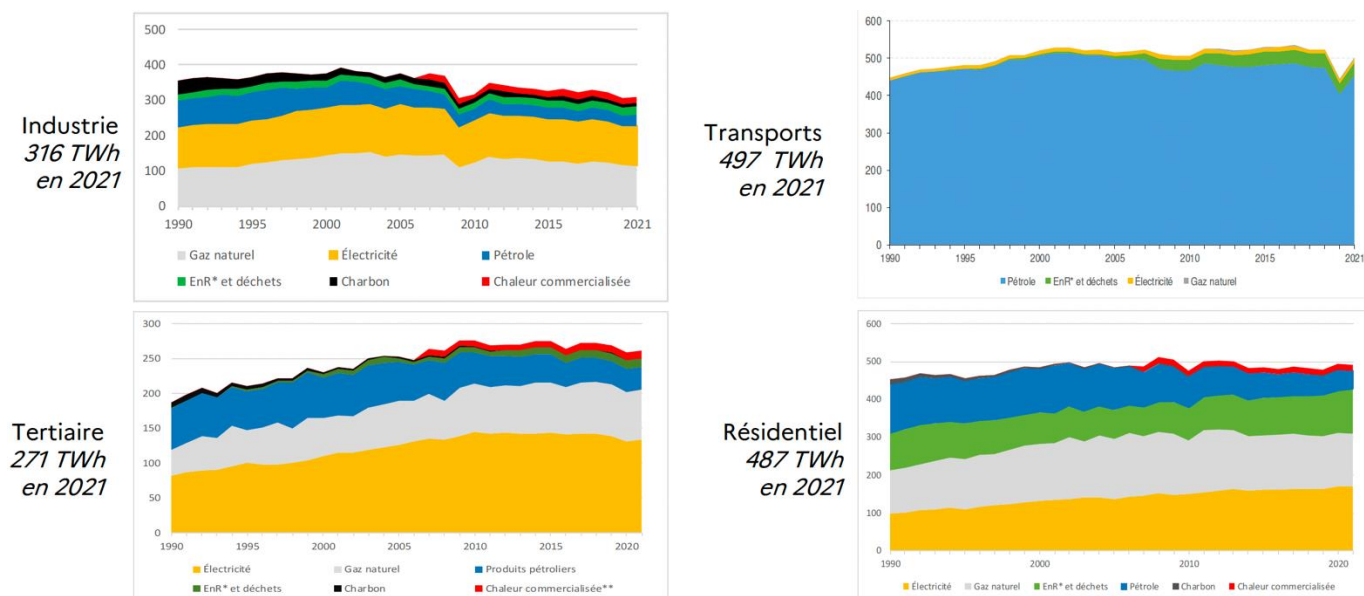 Industrie
316 TWh
en 2021
500
400
300
200
100
0
1990 1995 2000 2005 2010 2015 2021
Gaz naturel Électricité Pétrole
EnR* et déchets Charbon Chaleur commercialisée
Transports
497 TWh
en 2021
600
500
400
300
200
100
0
1990 1995 2000 2005 2010 2015 2021
Pétrole EnR* et déchets Électricité Gaz naturel
Tertiaire
271 TWh
en 2021
300
250
200
150
100
50
0
1990 1995 2000 2005 2010 2015 2020
Électricité Gaz naturel Produits pétroliers
EnR* et déchets Charbon Chaleur commercialisée**
Résidentiel
487 TWh
en 2021
600
500
400
300
200
100
0
1990 2000 2010 2020
Électricité Gaz naturel EnR* et déchets Pétrole Charbon Chaleur commercialisée